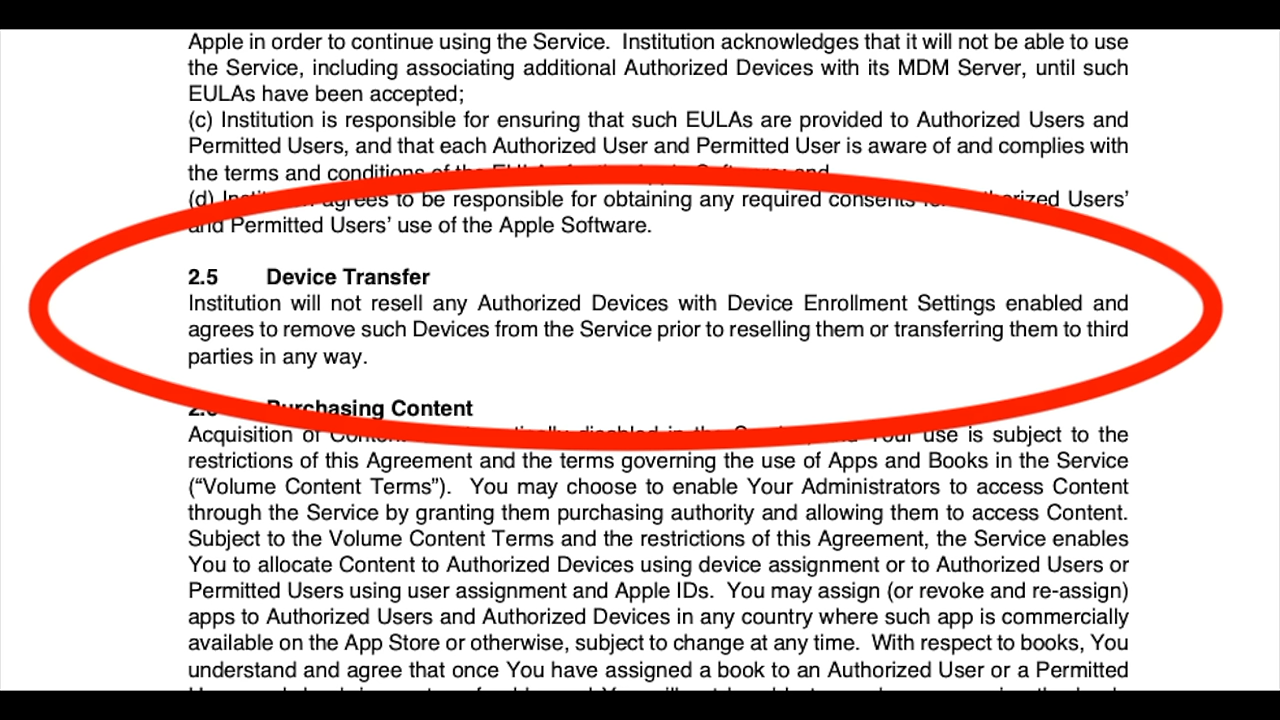 Apple in order to continue using the Service. Institution acknowledges that it will not be able to use
the Service, including associating additional Authorized Devices with its MDM Server, until such
EULAs have been accepted;
(c) Institution is responsible for ensuring that such EULAs are provided to Authorized Users and
Permitted Users, and that each Authorized User and Permitted User is aware of and complies with
the terms and conditions of the
(d) agrees to be responsible for obtaining any required consents Users’
and Permitted Users’ use of the Apple Software.
2.5 Device Transfer
Institution will not resell any Authorized Devices with Device Enrollment Settings enabled and
agrees to remove such Devices from the Service prior to reselling them or transferring them to third
parties in any way.
Purchasing Content
Acquisition of in the use is subject to the
restrictions of this Agreement and the terms governing the use of Apps and Books in the Service
(“Volume Content Terms”). You may choose to enable Your Administrators to access Content
through the Service by granting them purchasing authority and allowing them to access Content.
Subject to the Volume Content Terms and the restrictions of this Agreement, the Service enables
You to allocate Content to Authorized Devices using device assignment or to Authorized Users or
Permitted Users using user assignment and Apple IDs. You may assign (or revoke and re-assign)
apps to Authorized Users and Authorized Devices in any country where such app is commercially
available on the App Store or otherwise, subject to change at any time. With respect to books, You
understand and agree that once You have assigned a book to an Authorized User or a Permitted